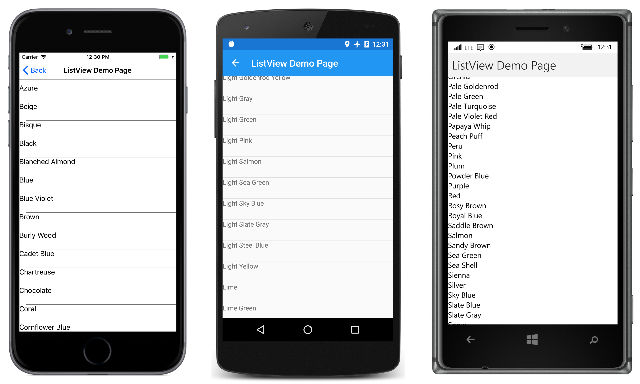 Carrier 12:30 PM
Back ListView Demo Page
Azure
Beige
Bisque
Black
Blanched Almond
Blue
Blue Violet
Brown
Burly Wood
Cadet Blue
Chartreuse
Chocolate
Coral
Cornflower Blue
12:31
ListView Demo Page
Light Goldenrod Yellow
Light Gray
Light Green
Light Pink
Light Salmon
Light Sea Green
Light Sky Blue
Light Slate Gray
Light Steel Blue
Light Yellow
Lime
Lime Green
12:31
ListView Demo Page
Orchid
Pale Goldenrod
Pale Green
Pale Turquoise
Pale Violet Red
Papaya Whip
Peach Puff
Peru
Pink
Plum
Powder Blue
Purple
Red
Rosy Brown
Royal Blue
Saddle Brown
Salmon
Sandy Brown
Sea Green
Sea Shell
Sienna
Silver
Sky Blue
Slate Blue
Slate Gray